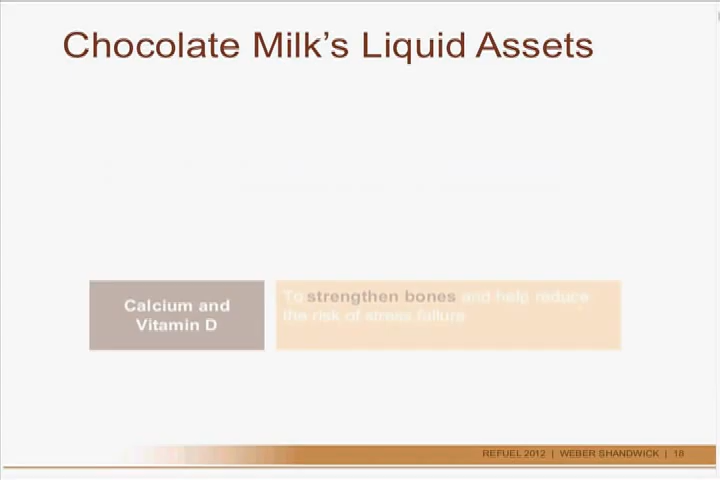 Chocolate Milk's Liquid Assets
Calcium and
Vitamin D
To strengthen bones and help reduce
the risk of stress failure
REFUEL 2012 | WEBER SHANDWICK | 18